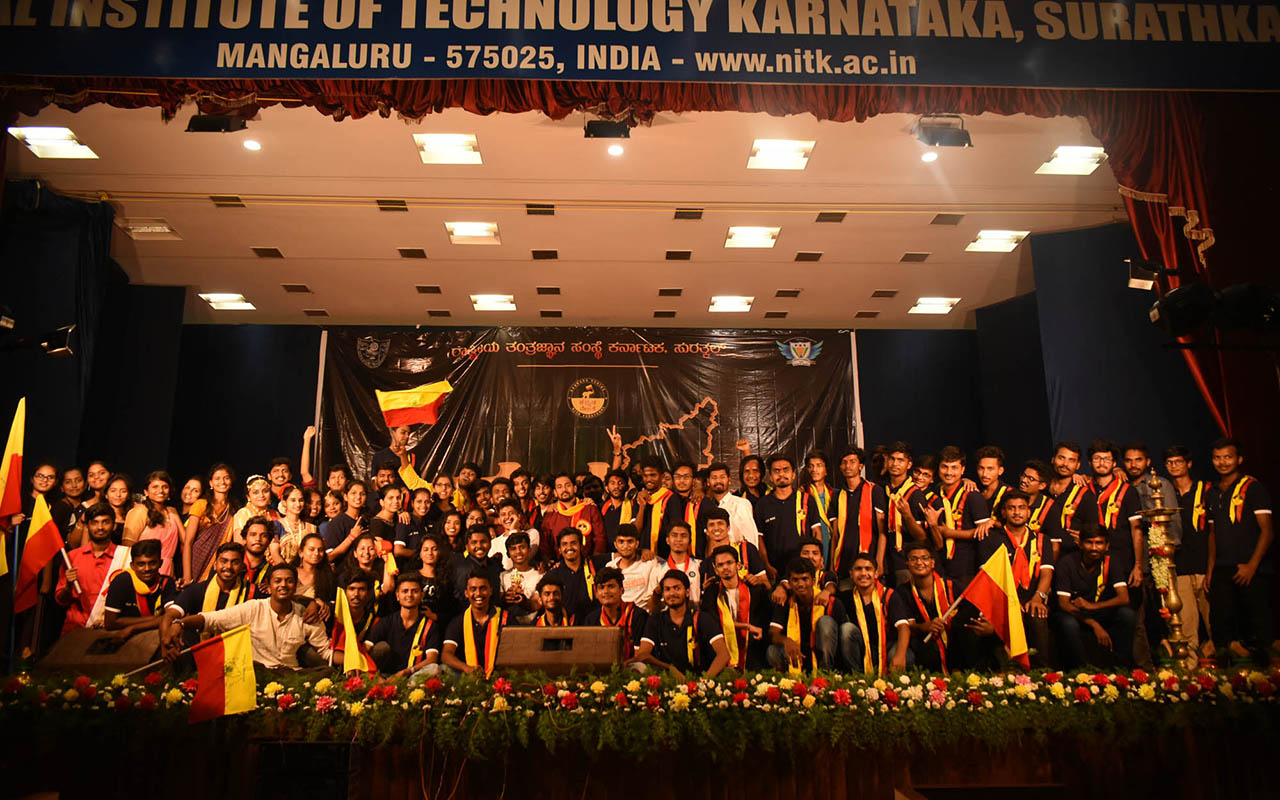 AL INSTITUTE OF TECHNOLOGY KARNATAKA, SURATHKA
MANGALURU - 575025, INDIA - www.nitk.ac.in
ರಾಷ್ಟ್ರೀಯ ತಂತ್ರಜ್ಞಾನ ಸಂಸ್ಥೆ ಕರ್ನಾಟಕ, ಸುರತ್ಕಲ್